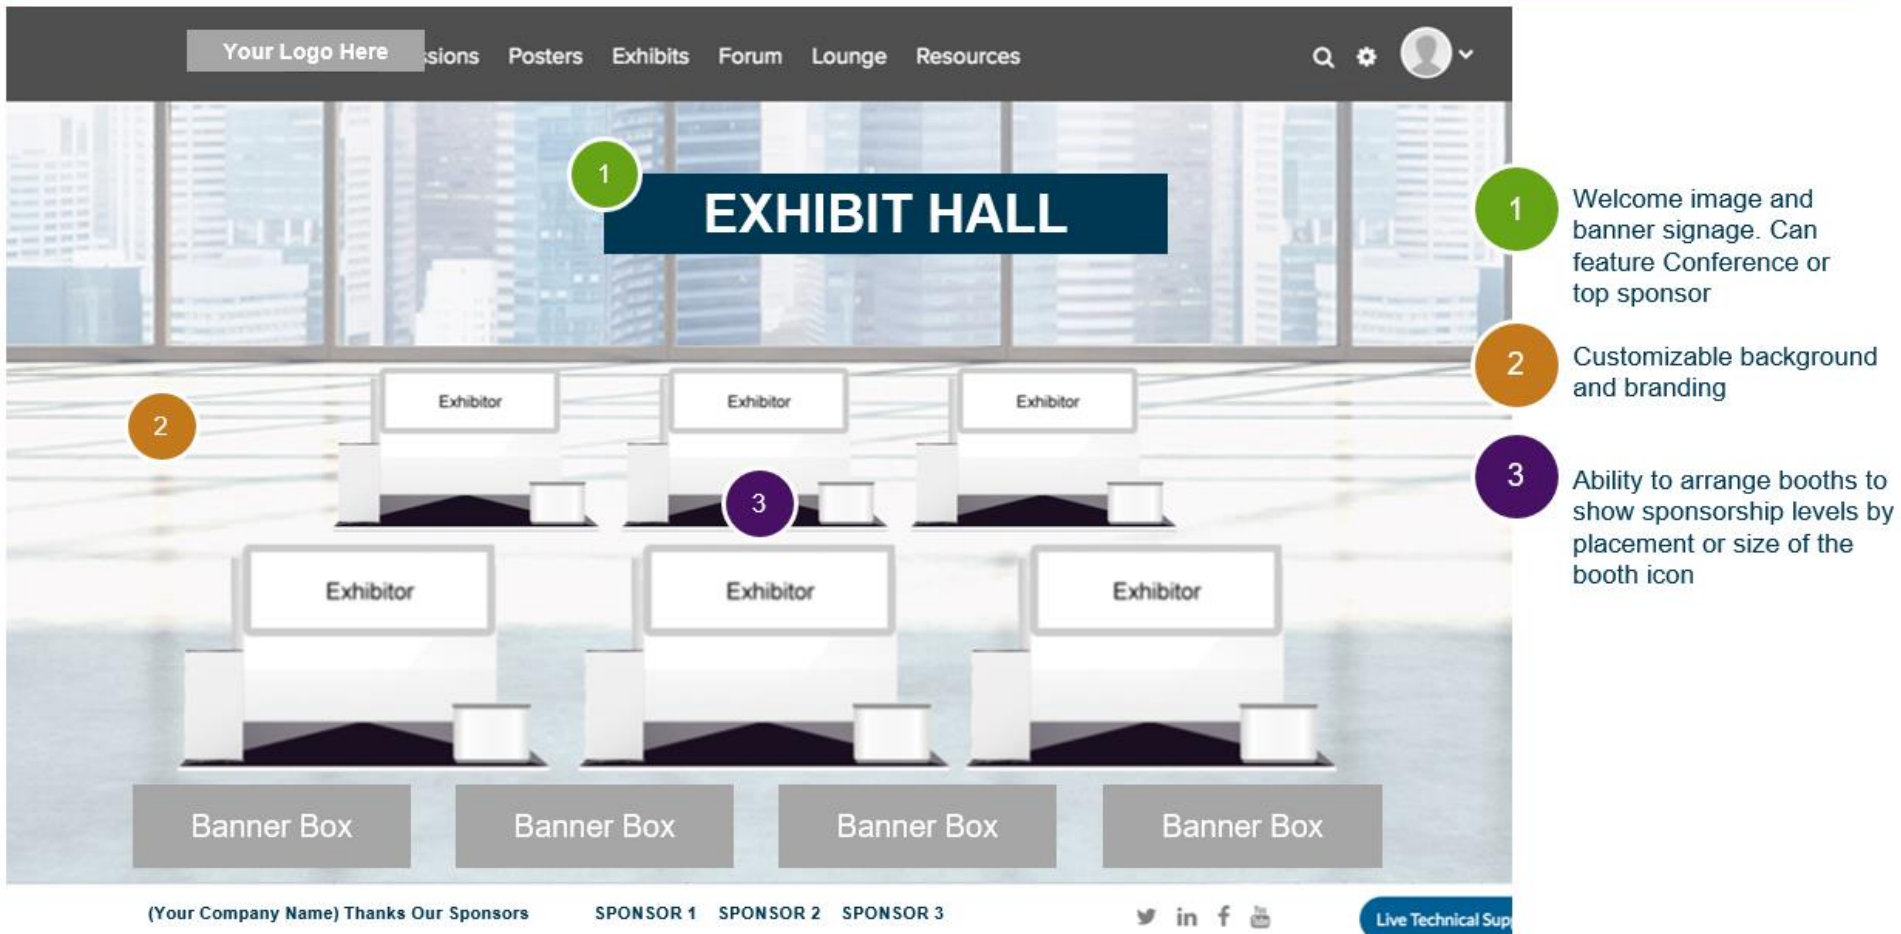 Your Logo Here ssions Posters Exhibits Forum Lounge Resources
1
EXHIBIT HALL
1
Welcome image and
banner signage. Can
feature Conference or
top sponsor
2
Customizable background
and branding
3
Ability to arrange booths to
show sponsorship levels by
placement or size of the
booth icon
Exhibitor Exhibitor Exhibitor
2
3
Exhibitor Exhibitor Exhibitor
Banner Box Banner Box Banner Box Banner Box
(Your Company Name) Thanks Our Sponsors SPONSOR 1 SPONSOR 2 SPONSOR 3
Live Technical Sup